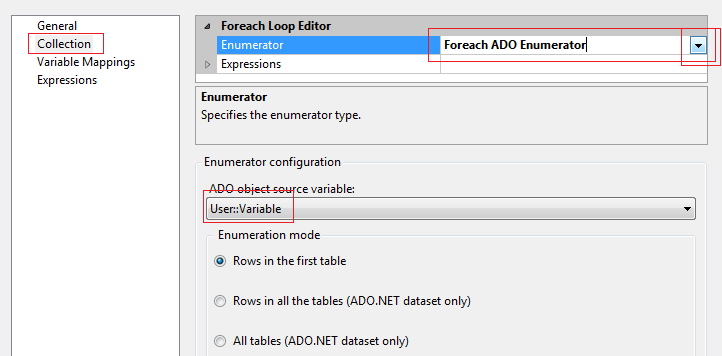 General
Collection
Variable Mappings
Expressions
Foreach Loop Editor
Enumerator Foreach ADO Enumerator
Expressions
Enumerator
Specifies the enumerator type.
Enumerator configuration
ADO object source variable:
User::Variable
Enumeration mode
Rows in the first table
Rows in all the tables (ADO.NET dataset only)
All tables (ADO.NET dataset only)